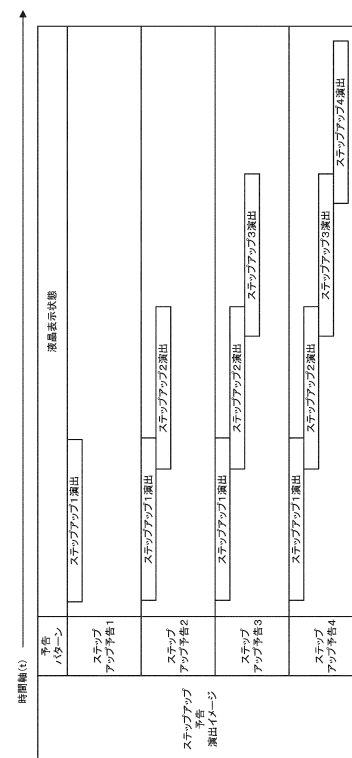 時間軸(t)
ステップアップ
予告
演出イメージ
予告
パターン
液晶表示状態
ステップ
アップ予告1
ステップアップ1演出
ステップ
アップ予告2
ステップアップ1演出
ステップアップ2演出
ステップ
アップ予告3
ステップアップ1演出
ステップアップ2演出
ステップアップ3演出
ステップ
アップ予告4
ステップアップ1演出
ステップアップ2演出
ステップアップ3演出
ステップアップ4演出